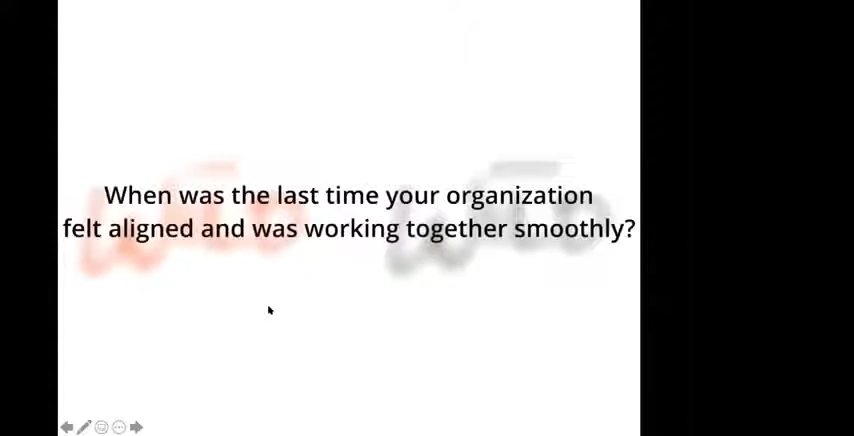 When was the last time your organization
felt aligned and was working together smoothly?